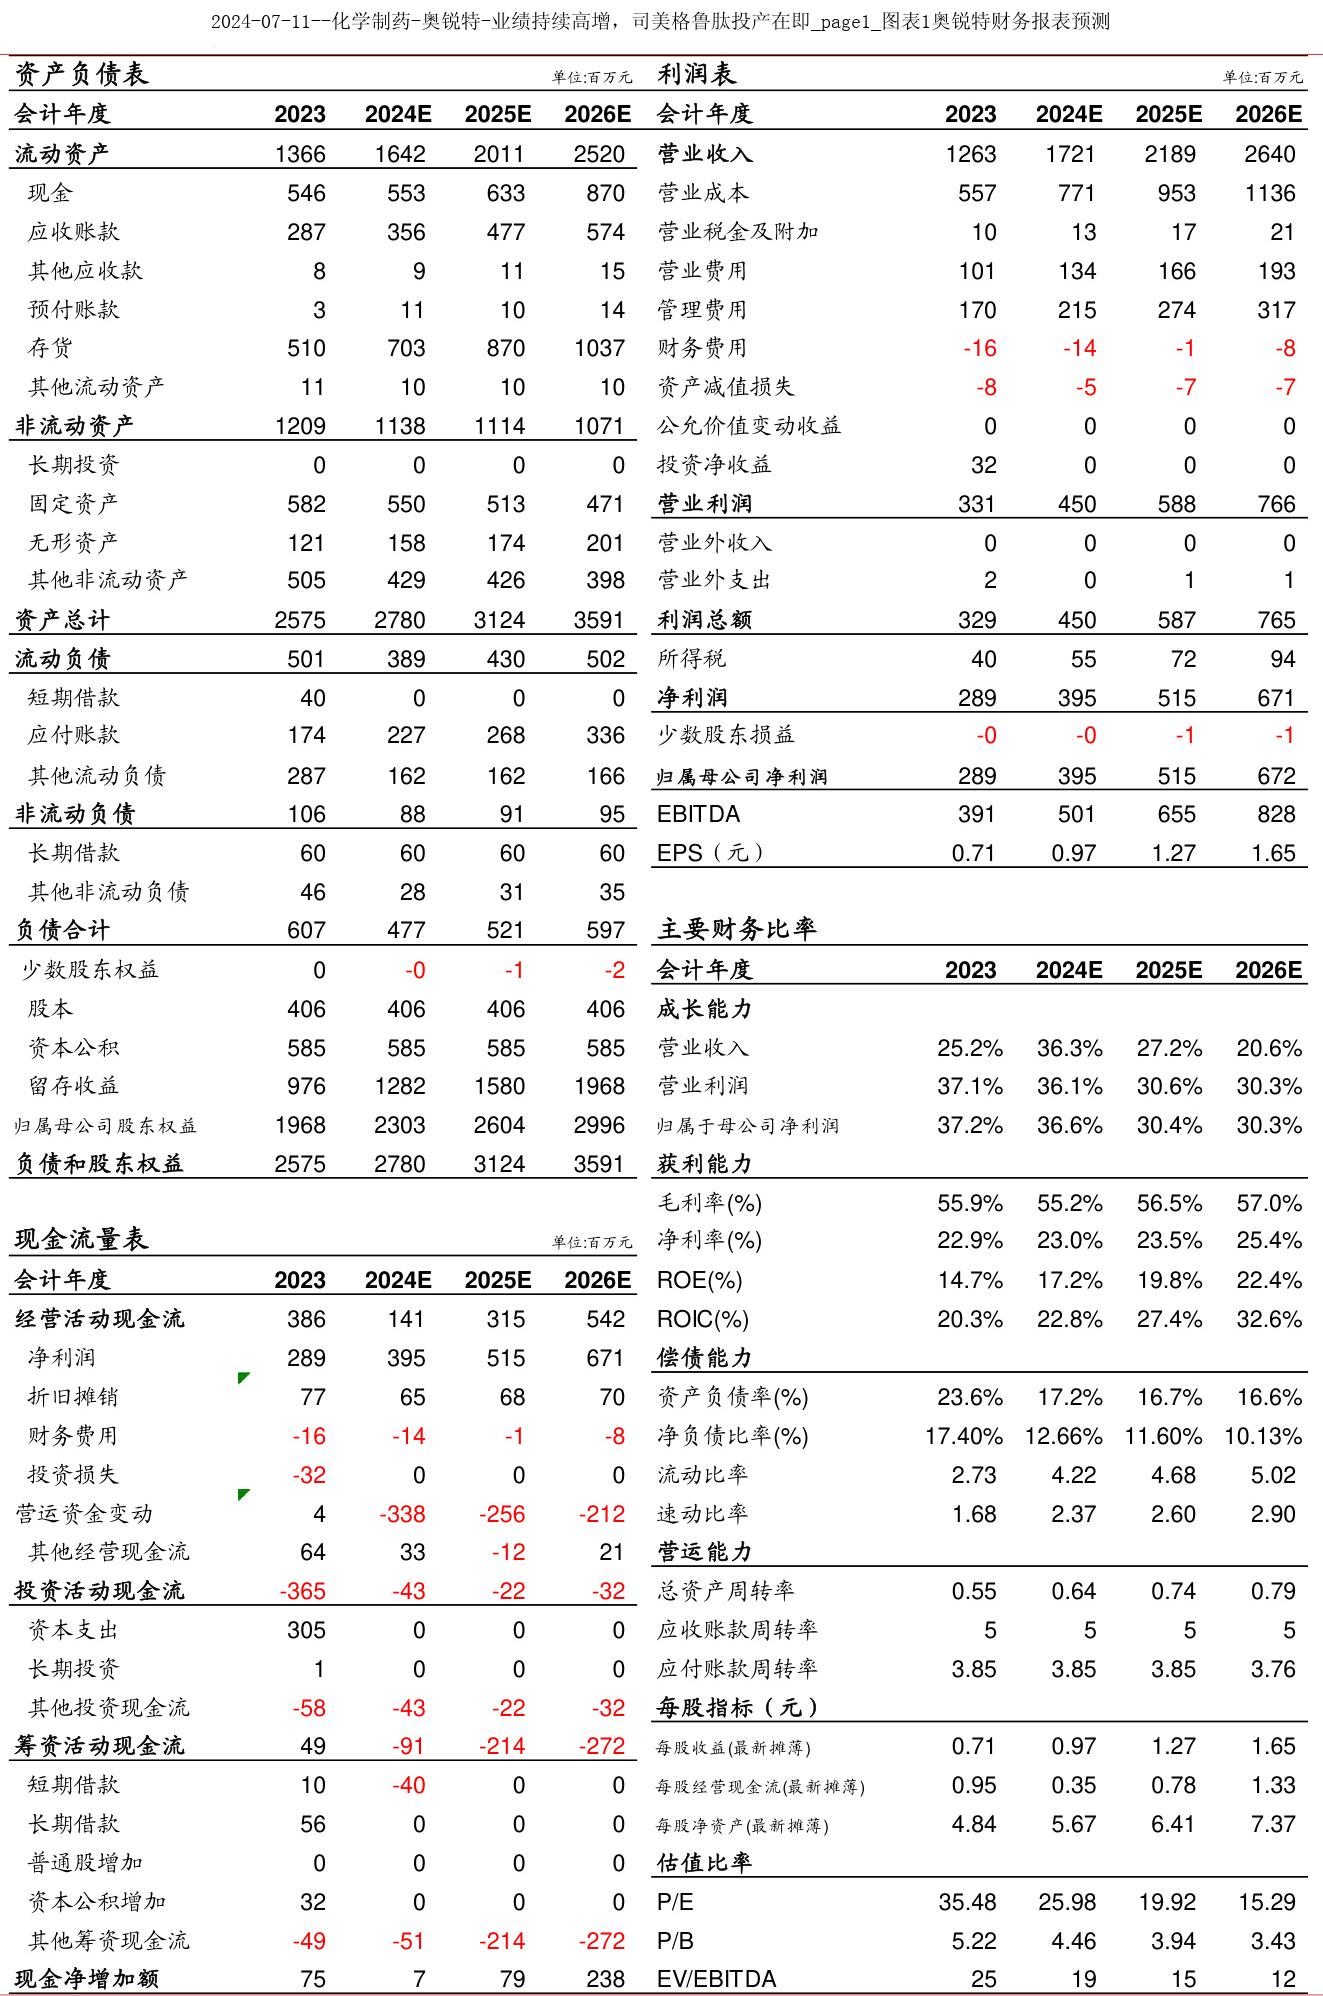 2024-07-11--化学制药-奥锐特-业绩持续高增，司美格鲁肽投产在即_page1_图表1奥锐特财务报表预测
资产负债表 单位:百万元
会计年度 2023 2024E 2025E 2026E
流动资产 1366 1642 2011 2520
现金 546 553 633 870
应收账款 287 356 477 574
其他应收款 8 9 11 15
预付账款 3 11 10 14
存货 510 703 870 1037
其他流动资产 11 10 10 10
非流动资产 1209 1138 1114 1071
长期投资 0 0 0 0
固定资产 582 550 513 471
无形资产 121 158 174 201
其他非流动资产 505 429 426 398
资产总计 2575 2780 3124 3591
流动负债 501 389 430 502
短期借款 40 0 0 0
应付账款 174 227 268 336
其他流动负债 287 162 162 166
非流动负债 106 88 91 95
长期借款 60 60 60 60
其他非流动负债 46 28 31 35
负债合计 607 477 521 597
少数股东权益 0 -0 -1 -2
股本 406 406 406 406
资本公积 585 585 585 585
留存收益 976 1282 1580 1968
归属母公司股东权益 1968 2303 2604 2996
负债和股东权益 2575 2780 3124 3591
现金流量表 单位:百万元
会计年度 2023 2024E 2025E 2026E
经营活动现金流 386 141 315 542
净利润 289 395 515 671
折旧摊销 77 65 68 70
财务费用 -16 -14 -1 -8
投资损失 -32 0 0 0
营运资金变动 4 -338 -256 -212
其他经营现金流 64 33 -12 21
投资活动现金流 -365 -43 -22 -32
资本支出 305 0 0 0
长期投资 1 0 0 0
其他投资现金流 -58 -43 -22 -32
筹资活动现金流 49 -91 -214 -272
短期借款 10 -40 0 0
长期借款 56 0 0 0
普通股增加 0 0 0 0
资本公积增加 32 0 0 0
其他筹资现金流 -49 -51 -214 -272
现金净增加额 75 7 79 238
利润表 单位:百万元
会计年度 2023 2024E 2025E 2026E
营业收入 1263 1721 2189 2640
营业成本 557 771 953 1136
营业税金及附加 10 13 17 21
营业费用 101 134 166 193
管理费用 170 215 274 317
财务费用 -16 -14 -1 -8
资产减值损失 -8 -5 -7 -7
公允价值变动收益 0 0 0 0
投资净收益 32 0 0 0
营业利润 331 450 588 766
营业外收入 0 0 0 0
营业外支出 2 0 1 1
利润总额 329 450 587 765
所得税 40 55 72 94
净利润 289 395 515 671
少数股东损益 -0 -0 -1 -1
归属母公司净利润 289 395 515 672
EBITDA 391 501 655 828
EPS（元） 0.71 0.97 1.27 1.65
主要财务比率
会计年度 2023 2024E 2025E 2026E
成长能力
营业收入 25.2% 36.3% 27.2% 20.6%
营业利润 37.1% 36.1% 30.6% 30.3%
归属于母公司净利润 37.2% 36.6% 30.4% 30.3%
获利能力
毛利率(%) 55.9% 55.2% 56.5% 57.0%
净利率(%) 22.9% 23.0% 23.5% 25.4%
ROE(%) 14.7% 17.2% 19.8% 22.4%
ROIC(%) 20.3% 22.8% 27.4% 32.6%
偿债能力
资产负债率(%) 23.6% 17.2% 16.7% 16.6%
净负债比率(%) 17.40% 12.66% 11.60% 10.13%
流动比率 2.73 4.22 4.68 5.02
速动比率 1.68 2.37 2.60 2.90
营运能力
总资产周转率 0.55 0.64 0.74 0.79
应收账款周转率 5 5 5 5
应付账款周转率 3.85 3.85 3.85 3.76
每股指标（元）
每股收益(最新摊薄) 0.71 0.97 1.27 1.65
每股经营现金流(最新摊薄) 0.95 0.35 0.78 1.33
每股净资产(最新摊薄) 4.84 5.67 6.41 7.37
估值比率
P/E 35.48 25.98 19.92 15.29
P/B 5.22 4.46 3.94 3.43
EV/EBITDA 25 19 15 12